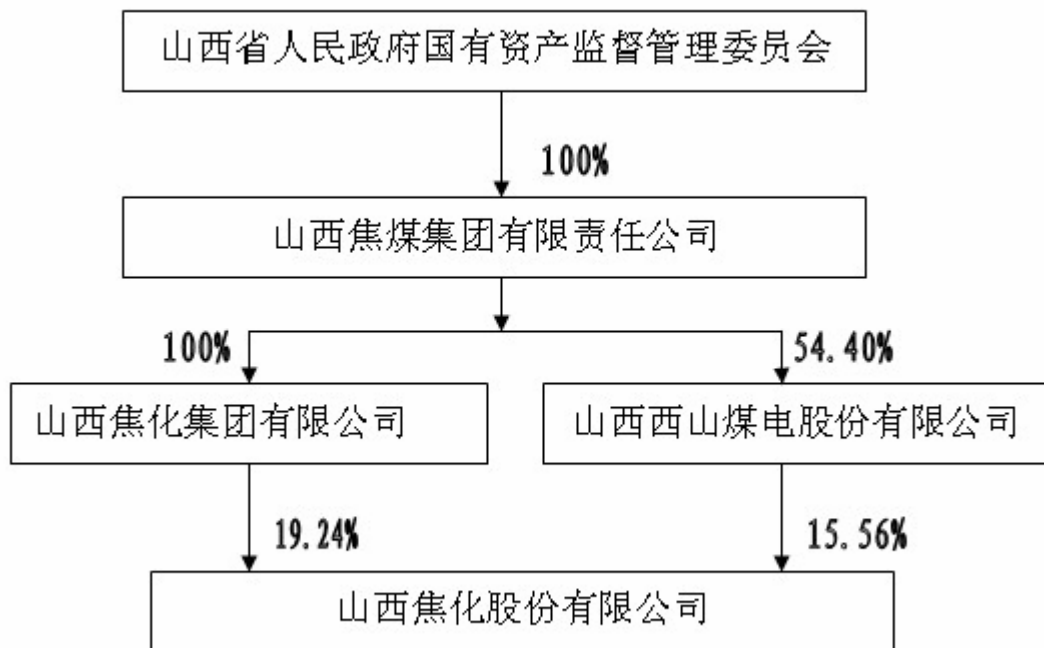 山西省人民政府国有资产监督管理委员会
100%
山西焦煤集团有限责任公司
100%
54.40%
山西焦化集团有限公司
山西西山煤电股份有限公司
19.24%
15.56%
山西焦化股份有限公司